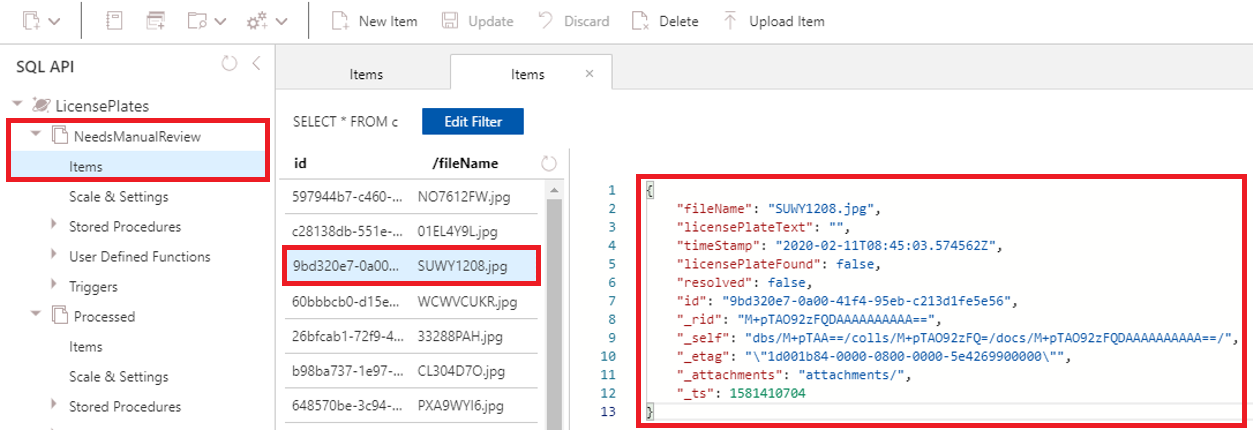 New Item Update Discard Delete Upload Item
SQL API
Items Items ×
LicensePlates
SELECT * FROM c Edit Filter
NeedsManualReview
Items
Scale & Settings
Stored Procedures
User Defined Functions
Triggers
Processed
Items
Scale & Settings
Stored Procedures
id /fileName
597944b7-c460-... NO7612FW.jpg
c28138db-551e-... 01EL4Y9L.jpg
9bd320e7-0a00... SUWY1208.jpg
60bbbcb0-d15e... WCWVCUKR.jpg
26bfcab1-72f9-4... 33288PAH.jpg
b98ba737-1e97-... CL304D7O.jpg
648570be-3c94-... PXA9WYI6.jpg
1 {
2 "fileName": "SUWY1208.jpg",
3 "licensePlateText": "",
4 "timeStamp": "2020-02-11T08:45:03.574562Z",
5 "licensePlateFound": false,
6 "resolved": false,
7 "id": "9bd320e7-0a00-41f4-95eb-c213d1fe5e56",
8 "_rid": "M+pTAO92zFQDAAAAAAAAAA==",
9 "_self": "dbs/M+pTAA==/colls/M+pTAO92zFQ=/docs/M+pTAO92zFQDAAAAAAAAAA==/",
10 "_etag": "\"1d001b84-0000-0800-0000-5e4269900000\"",
11 "_attachments": "attachments/",
12 "_ts": 1581410704
13 }